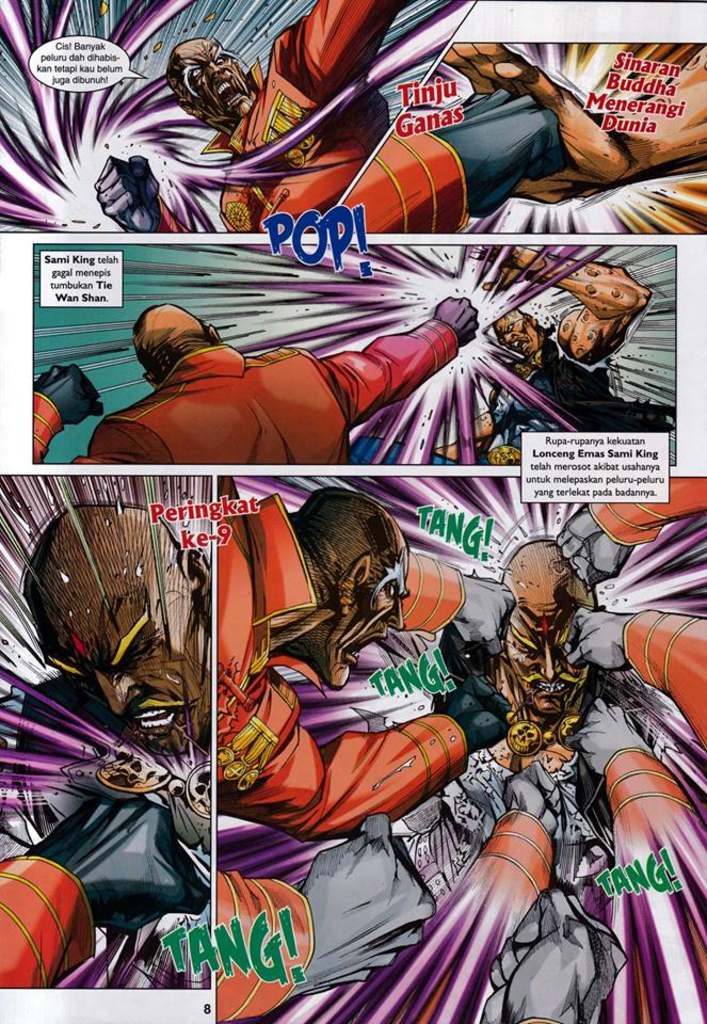 Cis! Banyak
peluru dah dihabis-
kan tetapi kau belum
juga dibunuh!
Tinju
Ganas
Sinaran
Buddha
Menerangi
Dunia
POP!
Sami King telah
gagal menepis
tumbukan Tie
Wan Shan.
Rupa-rupanya kekuatan
Lonceng Emas Sami King
telah merosot akibat usahanya
untuk melepaskan peluru-peluru
yang terlekat pada badannya.
Peringkat
ke-9
TANG!
TANG!
TANG!
TANG!
8